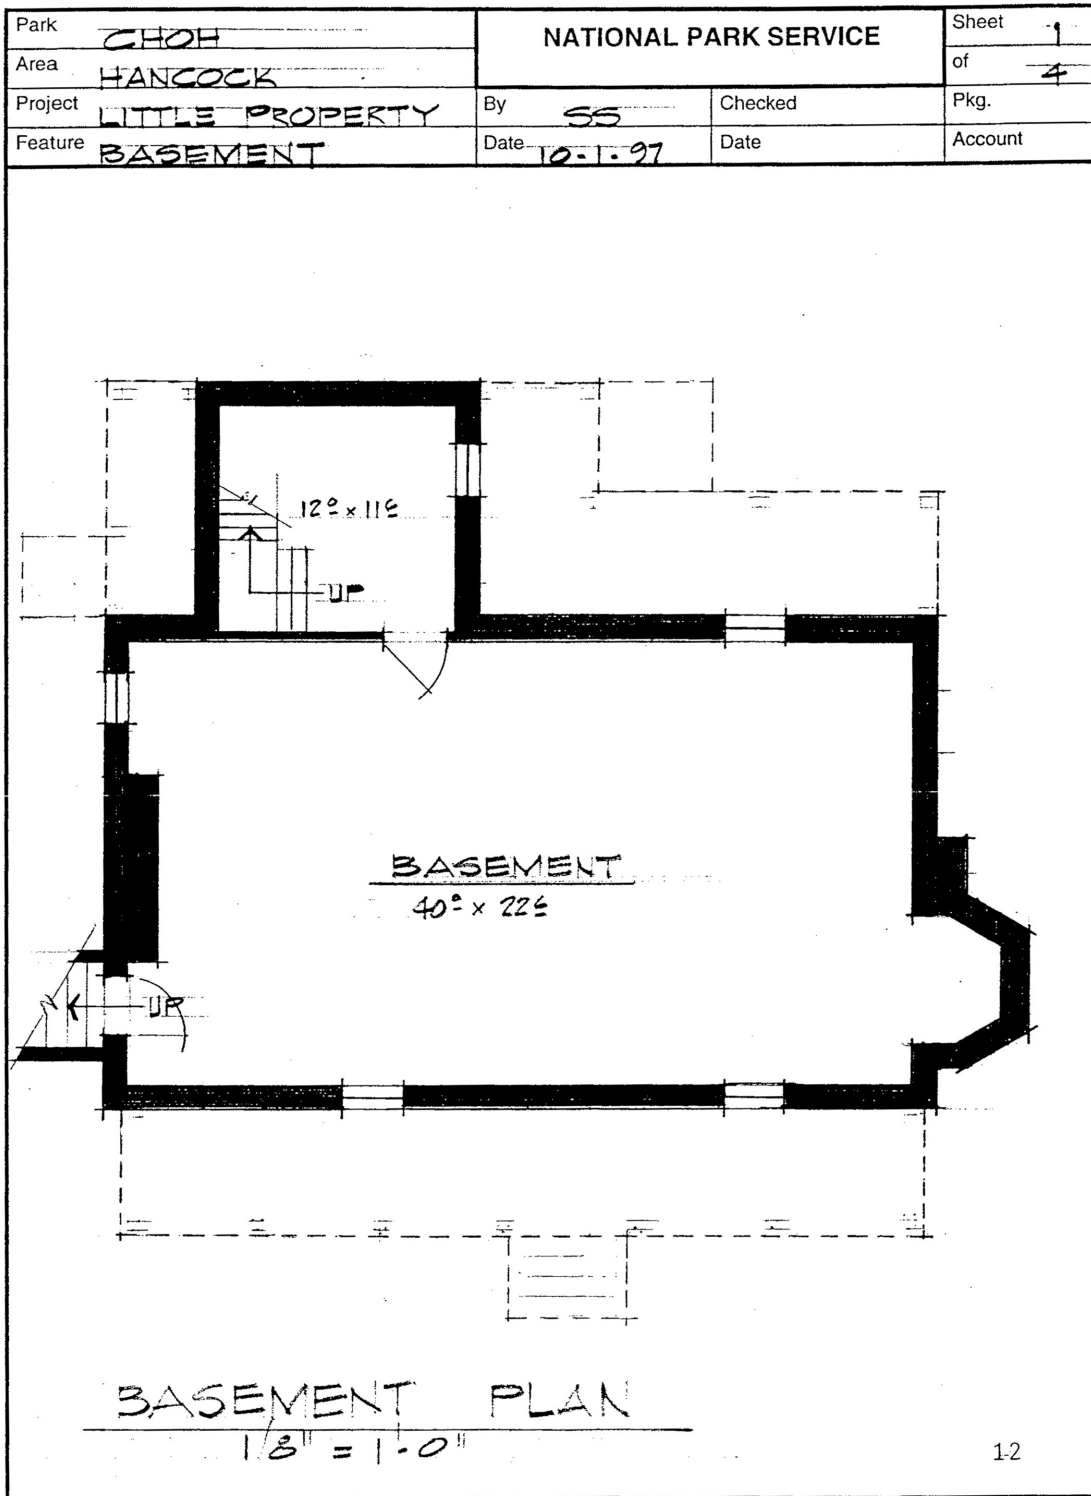 Park CHOH
NATIONAL PARK SERVICE
Sheet 1
Area HANCOCK
of 4
Project LITTLE PROPERTY
By SS
Checked
Pkg.
Feature BASEMENT
Date 10-1-97
Date
Account
12⁰ x 11⁶
UP
BASEMENT
40⁰ x 22⁶
UP
BASEMENT PLAN
1/8" = 1'-0"
1-2